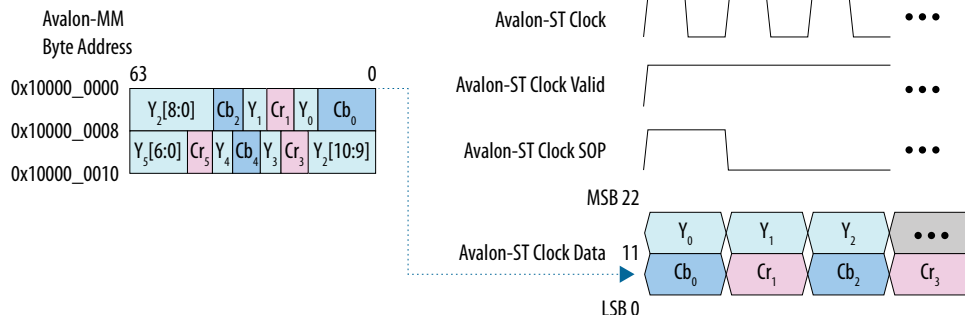 Avalon-MM
Byte Address
63 0
0x10000_0000
Y2[8:0] Cb2 Y1 Cr1 Y0 Cb0
0x10000_0008
Y5[6:0] Cr5 Y4 Cb4 Y3 Cr3 Y2[10:9]
0x10000_0010
Avalon-ST Clock
•••
Avalon-ST Clock Valid
•••
Avalon-ST Clock SOP
•••
MSB 22
Y0 Y1 Y2 •••
Avalon-ST Clock Data 11
Cb0 Cr1 Cb2 Cr3
LSB 0